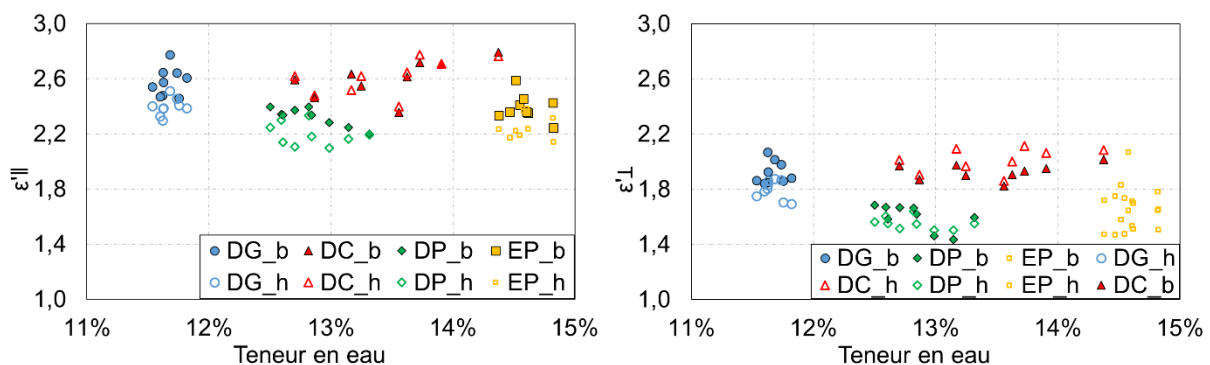 3,0
2,6
2,2
1,8
1,4
1,0
ε'||
DG_b DC_b DP_b EP_b
DG_h DC_h DP_h EP_h
11% 12% 13% 14% 15%
Teneur en eau
3,0
2,6
2,2
1,8
1,4
1,0
ε'⊥
DG_b DP_b EP_b DG_h
DC_h DP_h EP_h DC_b
11% 12% 13% 14% 15%
Teneur en eau